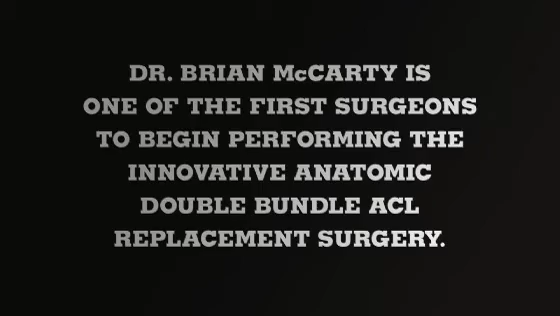 DR. BRIAN McCARTY IS
ONE OF THE FIRST SURGEONS
TO BEGIN PERFORMING THE
INNOVATIVE ANATOMIC
DOUBLE BUNDLE ACL
REPLACEMENT SURGERY.